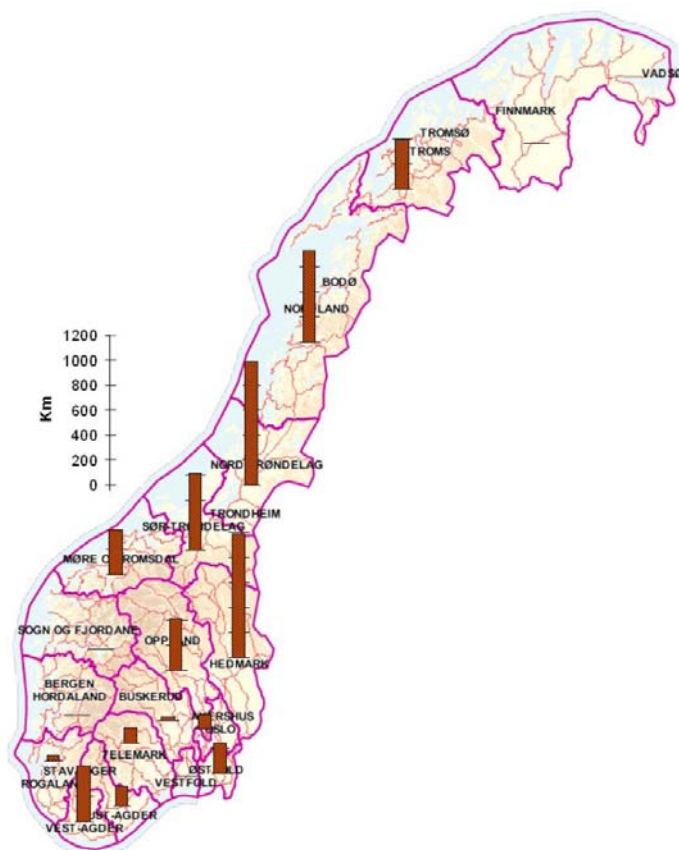 VADSØ
FINNMARK
TROMSØ
TROMS
BODØ
NORDLAND
1200
1000
800
600
400
200
0
Km
NORD-TRØNDELAG
TRONDHEIM
SØR-TRØNDELAG
MØRE OG ROMSDAL
SOGN OG FJORDANE
OPPLAND
HEDMARK
BERGEN
HORDALAND
BUSKERUD
AKERSHUS
OSLO
TELEMARK
STAVANGER
ROGALAND
ØSTFOLD
VESTFOLD
AUST-AGDER
VEST-AGDER